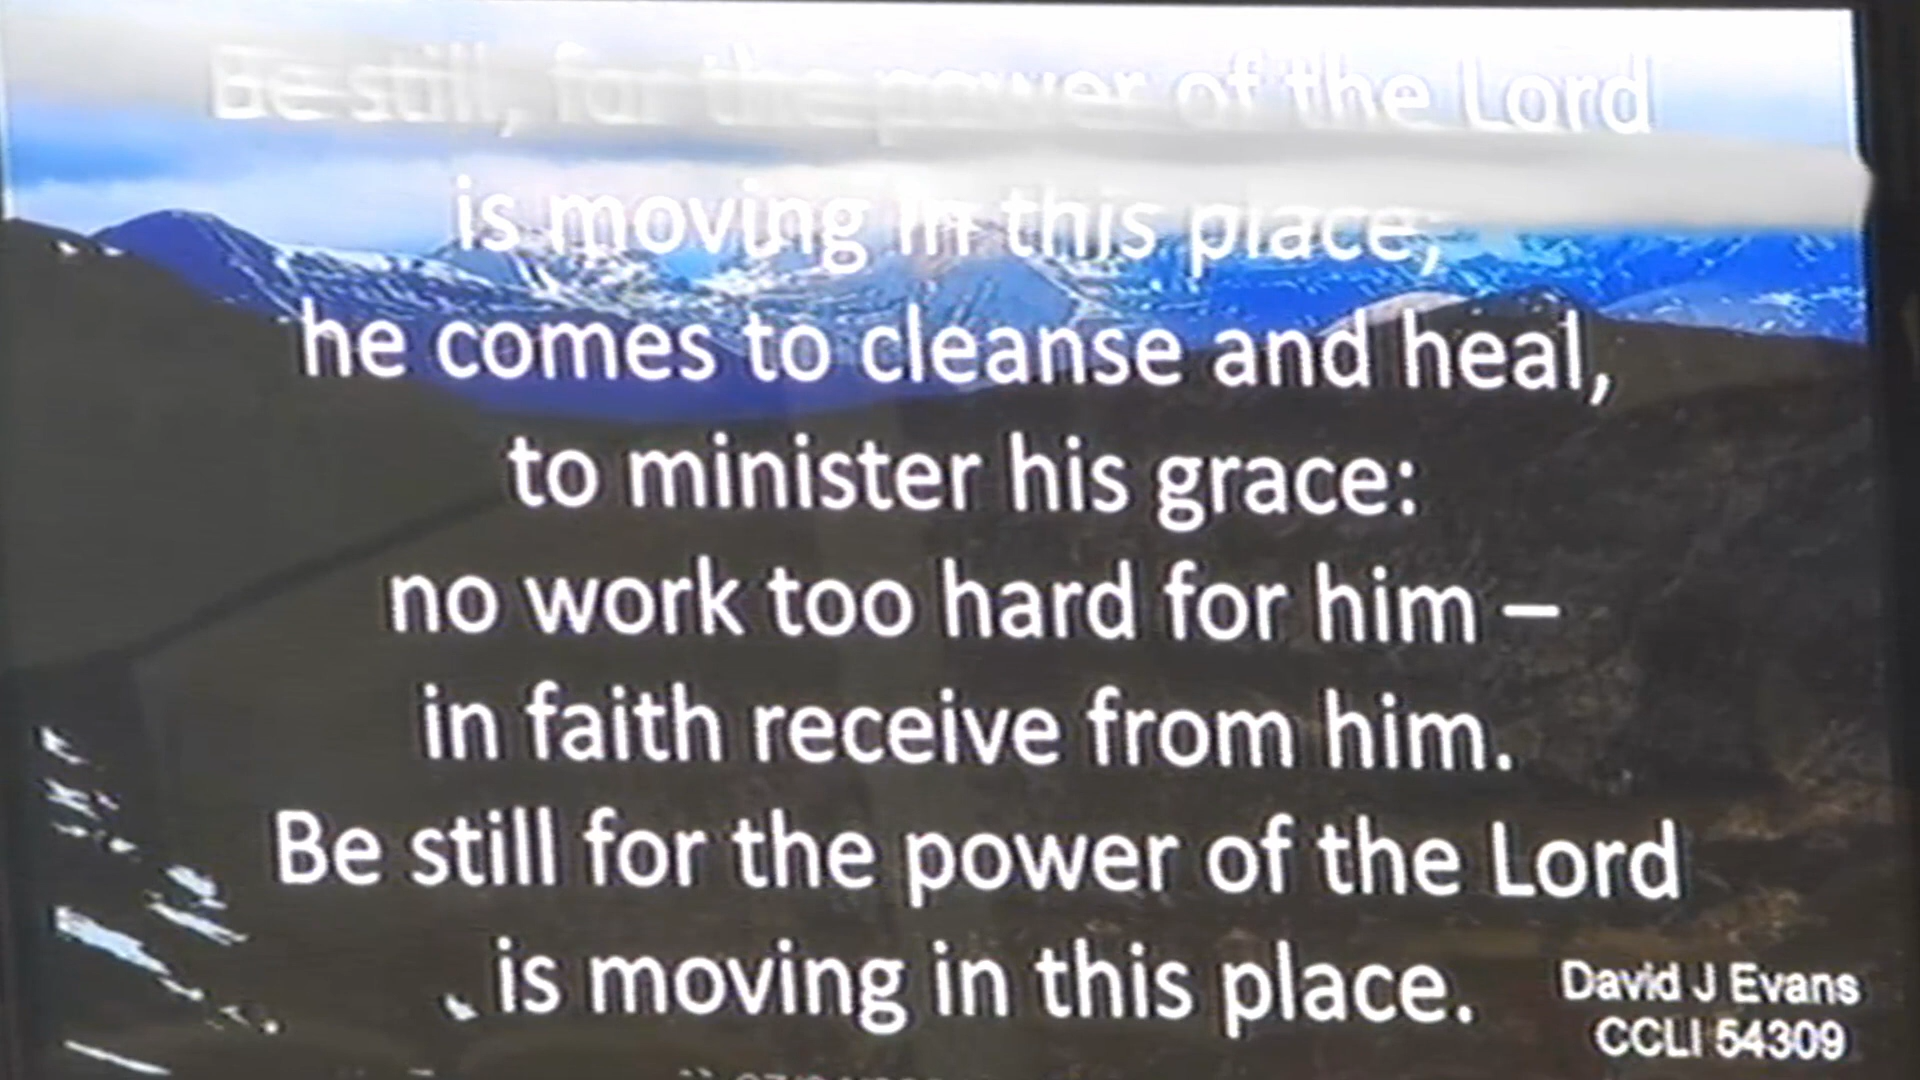 Be still, for the power of the Lord
is moving in this place;
he comes to cleanse and heal,
to minister his grace:
no work too hard for him –
in faith receive from him.
Be still for the power of the Lord
is moving in this place.
David J Evans
CCLI 54309